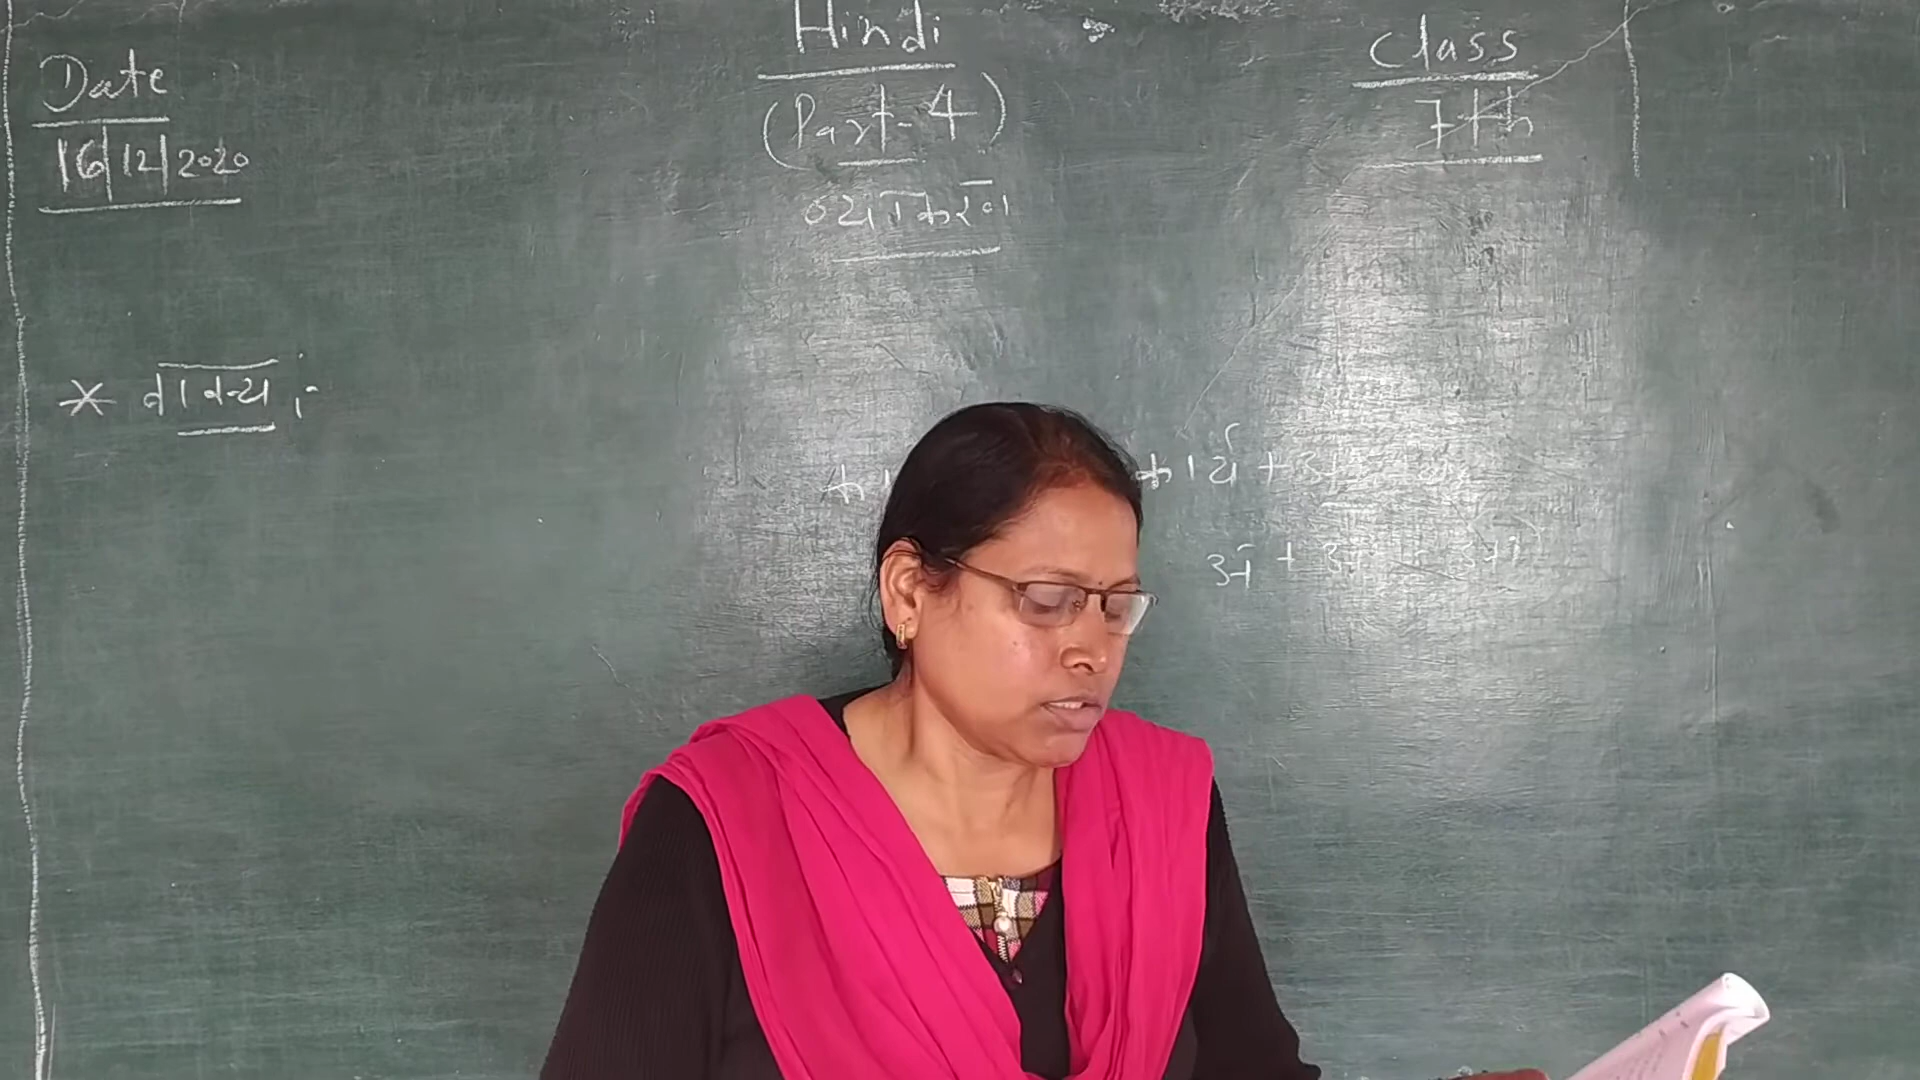 Date
16/12/2020
Hindi
(Part-4)
व्याकरण
Class
7th
* वाक्य :-
कार्य + अ